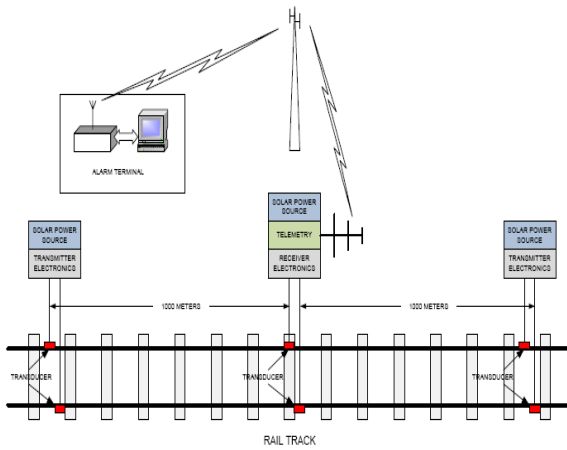 ALARM TERMINAL
SOLAR POWER
SOURCE
TRANSMITTER
ELECTRONICS
SOLAR POWER
SOURCE
TELEMETRY
RECEIVER
ELECTRONICS
SOLAR POWER
SOURCE
TRANSMITTER
ELECTRONICS
1000 METERS
1000 METERS
TRANSDUCER
TRANSDUCER
TRANSDUCER
RAIL TRACK